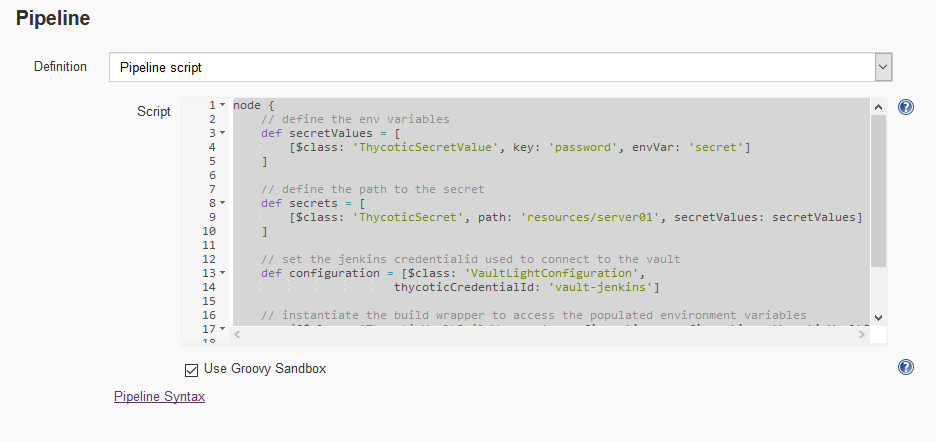 Pipeline
Definition
Pipeline script
Script
1 node {
2 // define the env variables
3 def secretValues = [
4 [$class: 'ThycoticSecretValue', key: 'password', envVar: 'secret']
5 ]
6
7 // define the path to the secret
8 def secrets = [
9 [$class: 'ThycoticSecret', path: 'resources/server01', secretValues: secretValues]
10 ]
11
12 // set the jenkins credentialid used to connect to the vault
13 def configuration = [$class: 'VaultLightConfiguration',
14 thycoticCredentialId: 'vault-jenkins']
15
16 // instantiate the build wrapper to access the populated environment variables
17
18
Use Groovy Sandbox
Pipeline Syntax